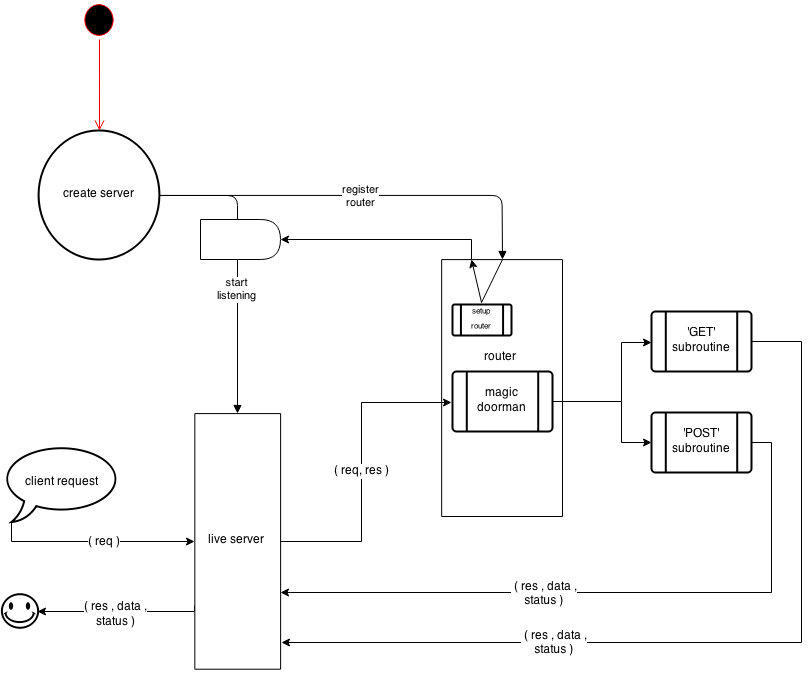 create server
register
router
start
listening
setup
router
router
magic
doorman
'GET'
subroutine
'POST'
subroutine
( req, res )
client request
( req )
live server
( res , data ,
status )
( res , data ,
status )
( res , data ,
status )